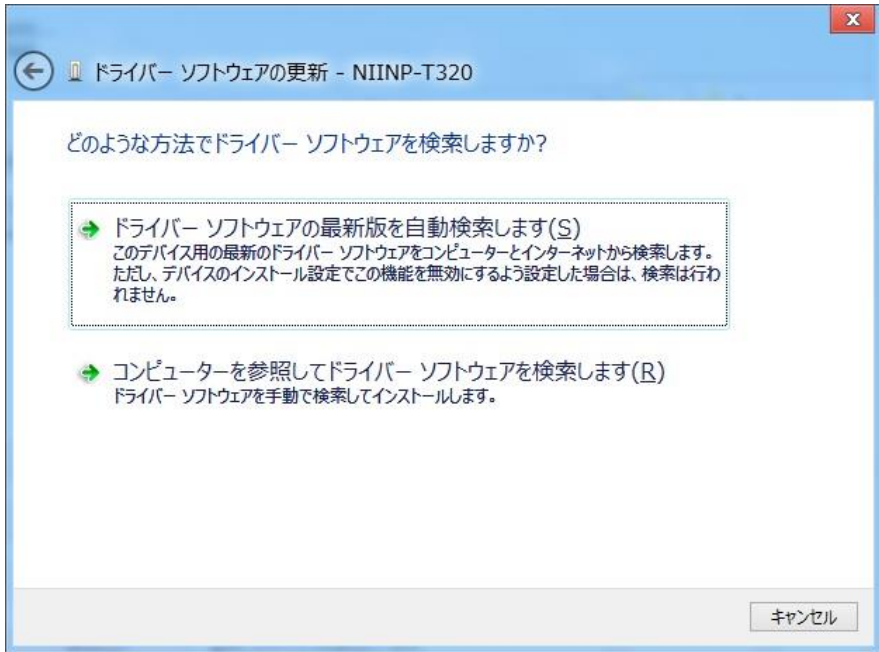 x
ドライバー ソフトウェアの更新 - NIINP-T320
どのような方法でドライバー ソフトウェアを検索しますか?
ドライバー ソフトウェアの最新版を自動検索します(S)
このデバイス用の最新のドライバー ソフトウェアをコンピューターとインターネットから検索します。
ただし、デバイスのインストール設定でこの機能を無効にするよう設定した場合は、検索は行わ
れません。
コンピューターを参照してドライバー ソフトウェアを検索します(R)
ドライバー ソフトウェアを手動で検索してインストールします。
キャンセル